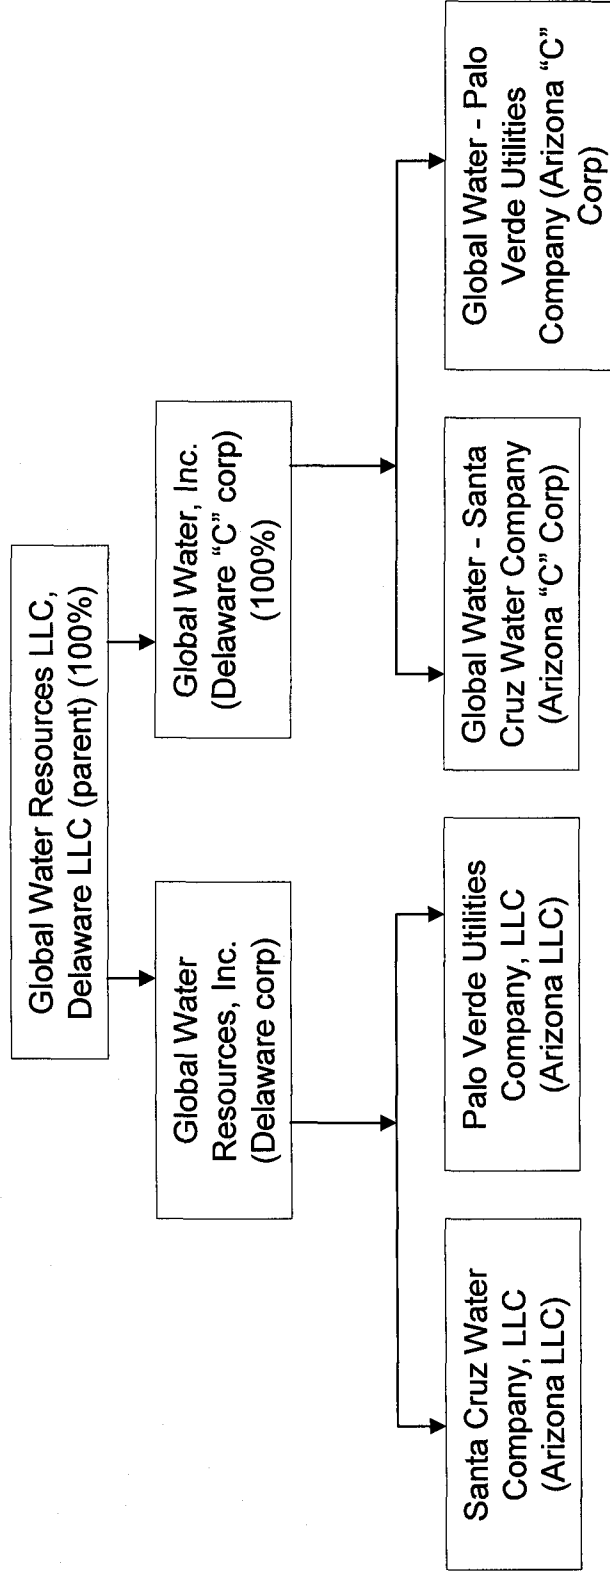 Global Water Resources LLC,
Delaware LLC (parent) (100%)
Global Water
Resources, Inc.
(Delaware corp)
Global Water, Inc.
(Delaware “C” corp)
(100%)
Santa Cruz Water
Company, LLC
(Arizona LLC)
Palo Verde Utilities
Company, LLC
(Arizona LLC)
Global Water - Santa
Cruz Water Company
(Arizona “C” Corp)
Global Water - Palo
Verde Utilities
Company (Arizona “C”
Corp)